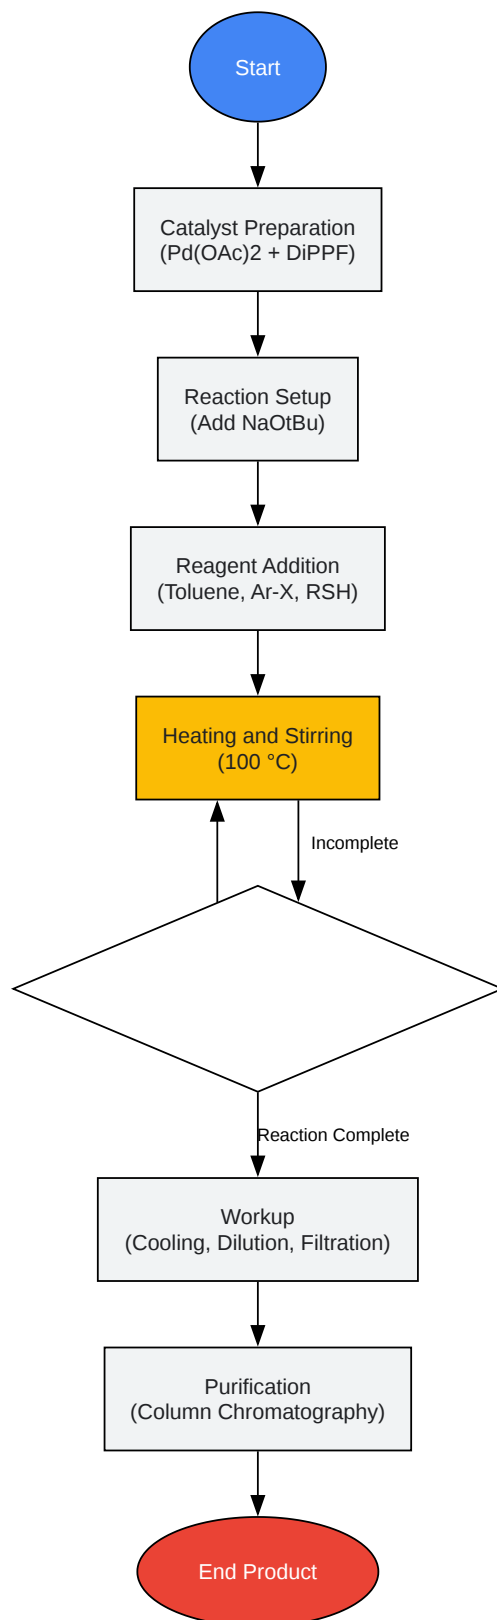 Start
Catalyst Preparation
(Pd(OAc)2 + DiPPF)
Reaction Setup
(Add NaOtBu)
Reagent Addition
(Toluene, Ar-X, RSH)
Heating and Stirring
(100 °C)
Incomplete
Reaction Complete
Workup
(Cooling, Dilution, Filtration)
Purification
(Column Chromatography)
End Product